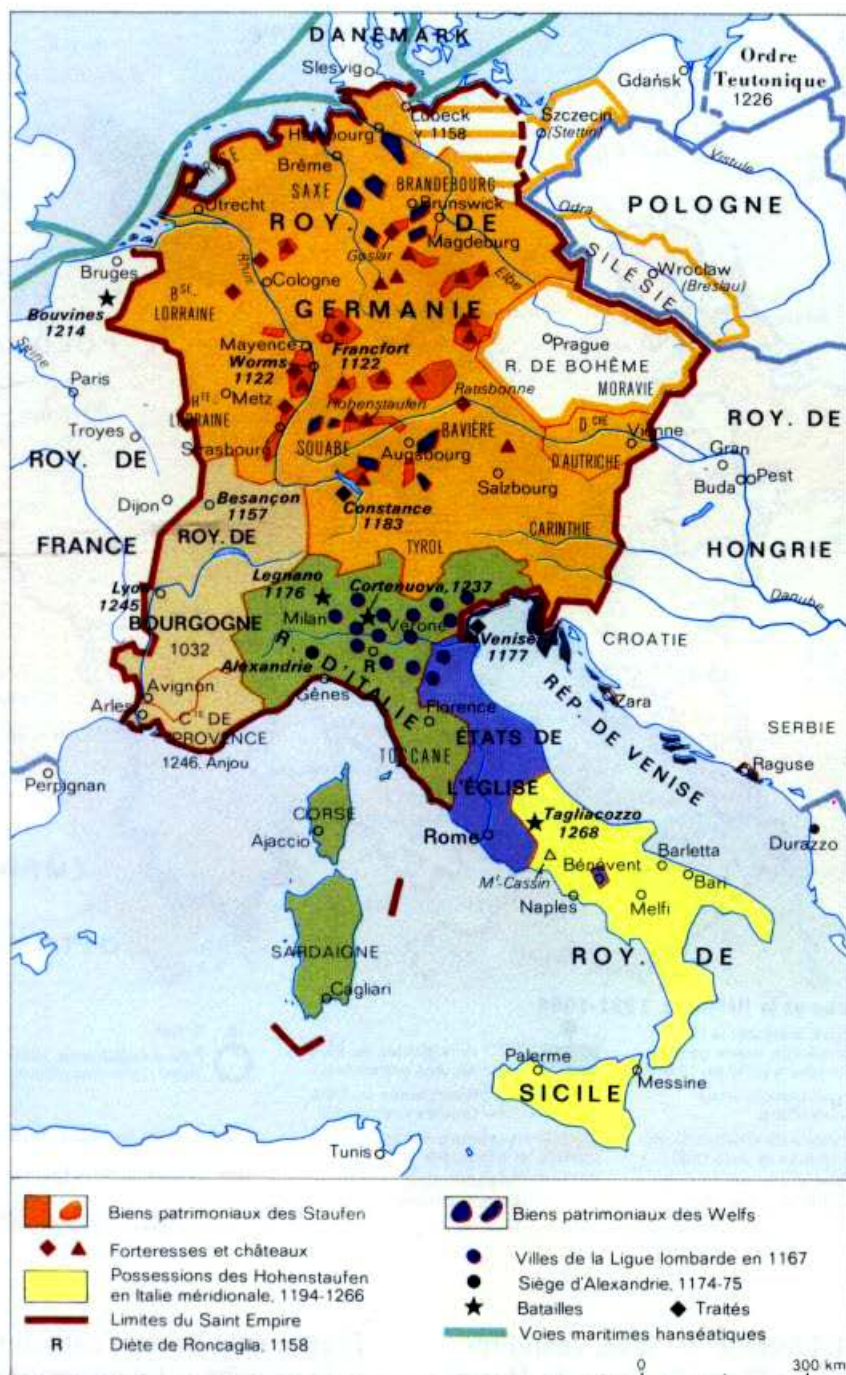 DANEMARK
Slesvig
Ordre
Teutonique
1226
Gdańsk
Lübeck
v. 1158
Szczecin
(Stettin)
Hambourg
Brême
FRISE
SAXE
BRANDEBOURG
Brunswick
Vistule
Utrecht
ROY. DE
Magdeburg
Odra
POLOGNE
Goslar
SILÉSIE
Wroclaw
(Breslau)
Bruges
Rhin
Cologne
Elbe
Bouvines
1214
Bse-
LORRAINE
GERMANIE
Mayence
Worms
1122
Francfort
1122
Prague
R. DE BOHÊME
MORAVIE
Seine
Paris
Hte-
LORRAINE
Metz
Hohenstaufen
Ratisbonne
ROY. DE
Troyes
Strasbourg
SOUABE
BAVIÈRE
Augsbourg
DCHÉ
D'AUTRICHE
Vienne
Gran
Buda
Pest
ROY. DE
Salzbourg
Dijon
Besançon
1157
Constance
1183
CARINTHIE
FRANCE
ROY. DE
TYROL
HONGRIE
Lyon
1245
Legnano
1176
Cortenuova, 1237
Danube
BOURGOGNE
1032
Milan
Vérone
Venise
1177
CROATIE
Alexandrie
R
R. D'ITALIE
Gênes
Avignon
Arles
Cté DE
PROVENCE
1246, Anjou
Florence
TOSCANE
ÉTATS DE
L'ÉGLISE
RÉP. DE VENISE
Zara
SERBIE
Raguse
Perpignan
CORSE
Ajaccio
Rome
Tagliacozzo
1268
Durazzo
Bénévent
Barletta
Mt-Cassin
Bari
Naples
Melfi
SARDAIGNE
ROY. DE
Cagliari
Palerme
Messine
SICILE
Tunis
Biens patrimoniaux des Staufen
Forteresses et châteaux
Possessions des Hohenstaufen
en Italie méridionale, 1194-1266
Limites du Saint Empire
R Diète de Roncaglia, 1158
Biens patrimoniaux des Welfs
Villes de la Ligue lombarde en 1167
Siège d'Alexandrie, 1174-75
Batailles
Traités
Voies maritimes hanséatiques
0 300 km